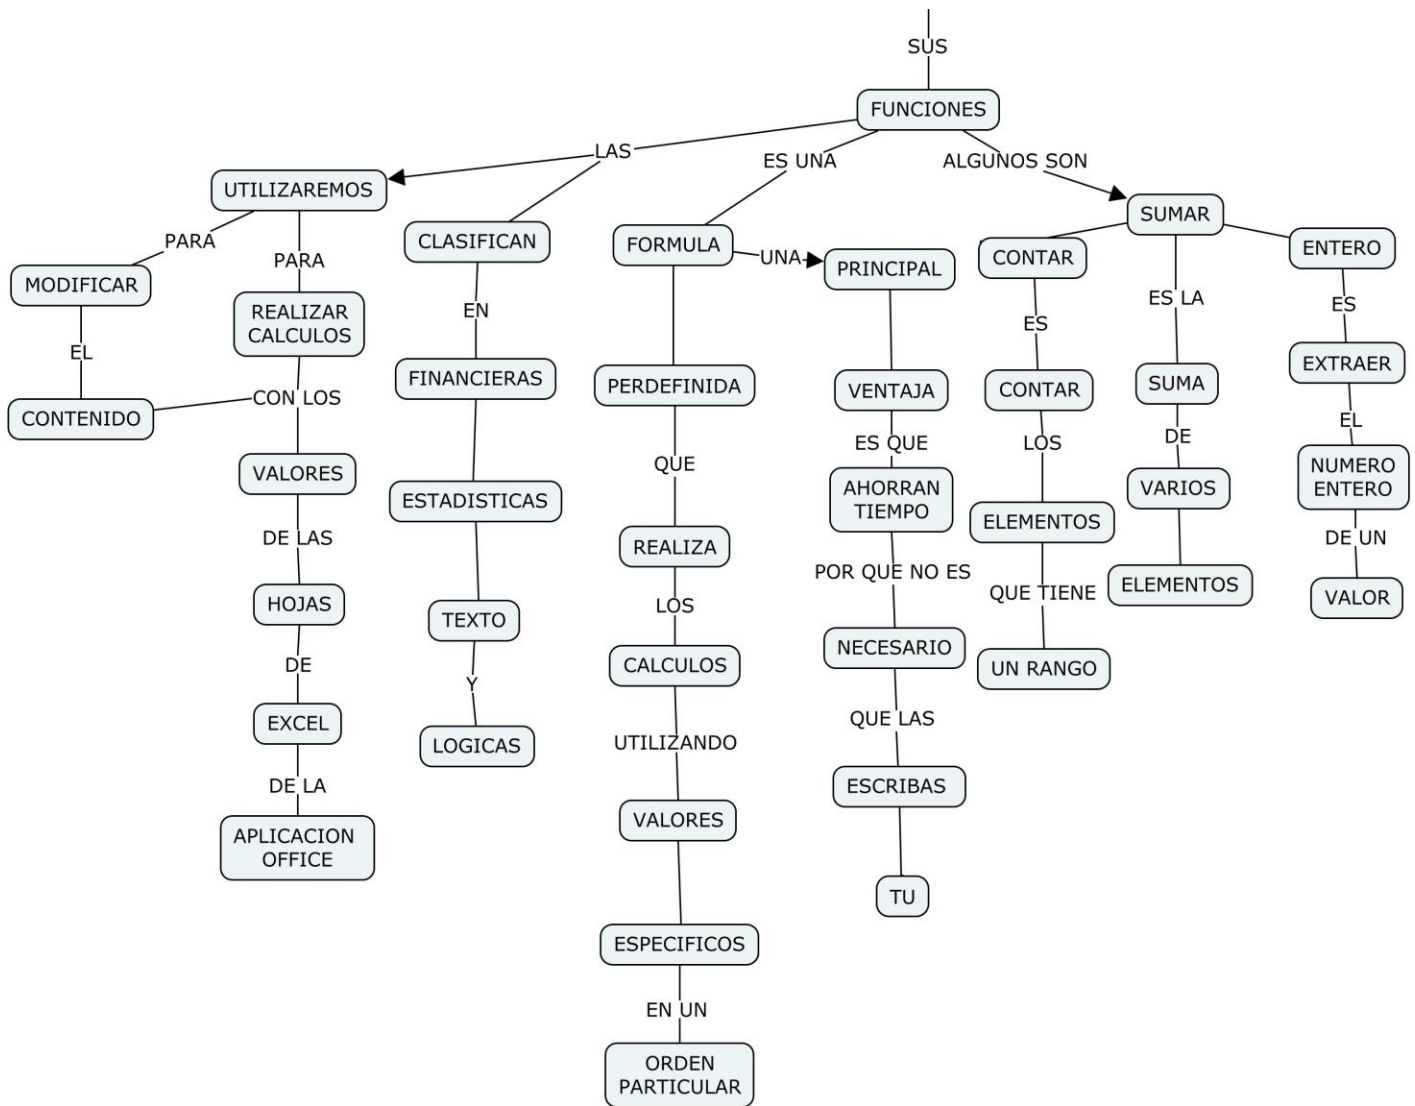 SUS
FUNCIONES
LAS
ES UNA
ALGUNOS SON
UTILIZAREMOS
PARA
PARA
MODIFICAR
EL
CONTENIDO
REALIZAR
CALCULOS
CON LOS
VALORES
DE LAS
HOJAS
DE
EXCEL
DE LA
APLICACION
OFFICE
CLASIFICAN
EN
FINANCIERAS
ESTADISTICAS
TEXTO
Y
LOGICAS
FORMULA
UNA
PERDEFINIDA
QUE
REALIZA
LOS
CALCULOS
UTILIZANDO
VALORES
ESPECIFICOS
EN UN
ORDEN
PARTICULAR
PRINCIPAL
VENTAJA
ES QUE
AHORRAN
TIEMPO
POR QUE NO ES
NECESARIO
QUE LAS
ESCRIBAS
TU
SUMAR
CONTAR
ES
CONTAR
LOS
ELEMENTOS
QUE TIENE
UN RANGO
ES LA
SUMA
DE
VARIOS
ELEMENTOS
ENTERO
ES
EXTRAER
EL
NUMERO
ENTERO
DE UN
VALOR